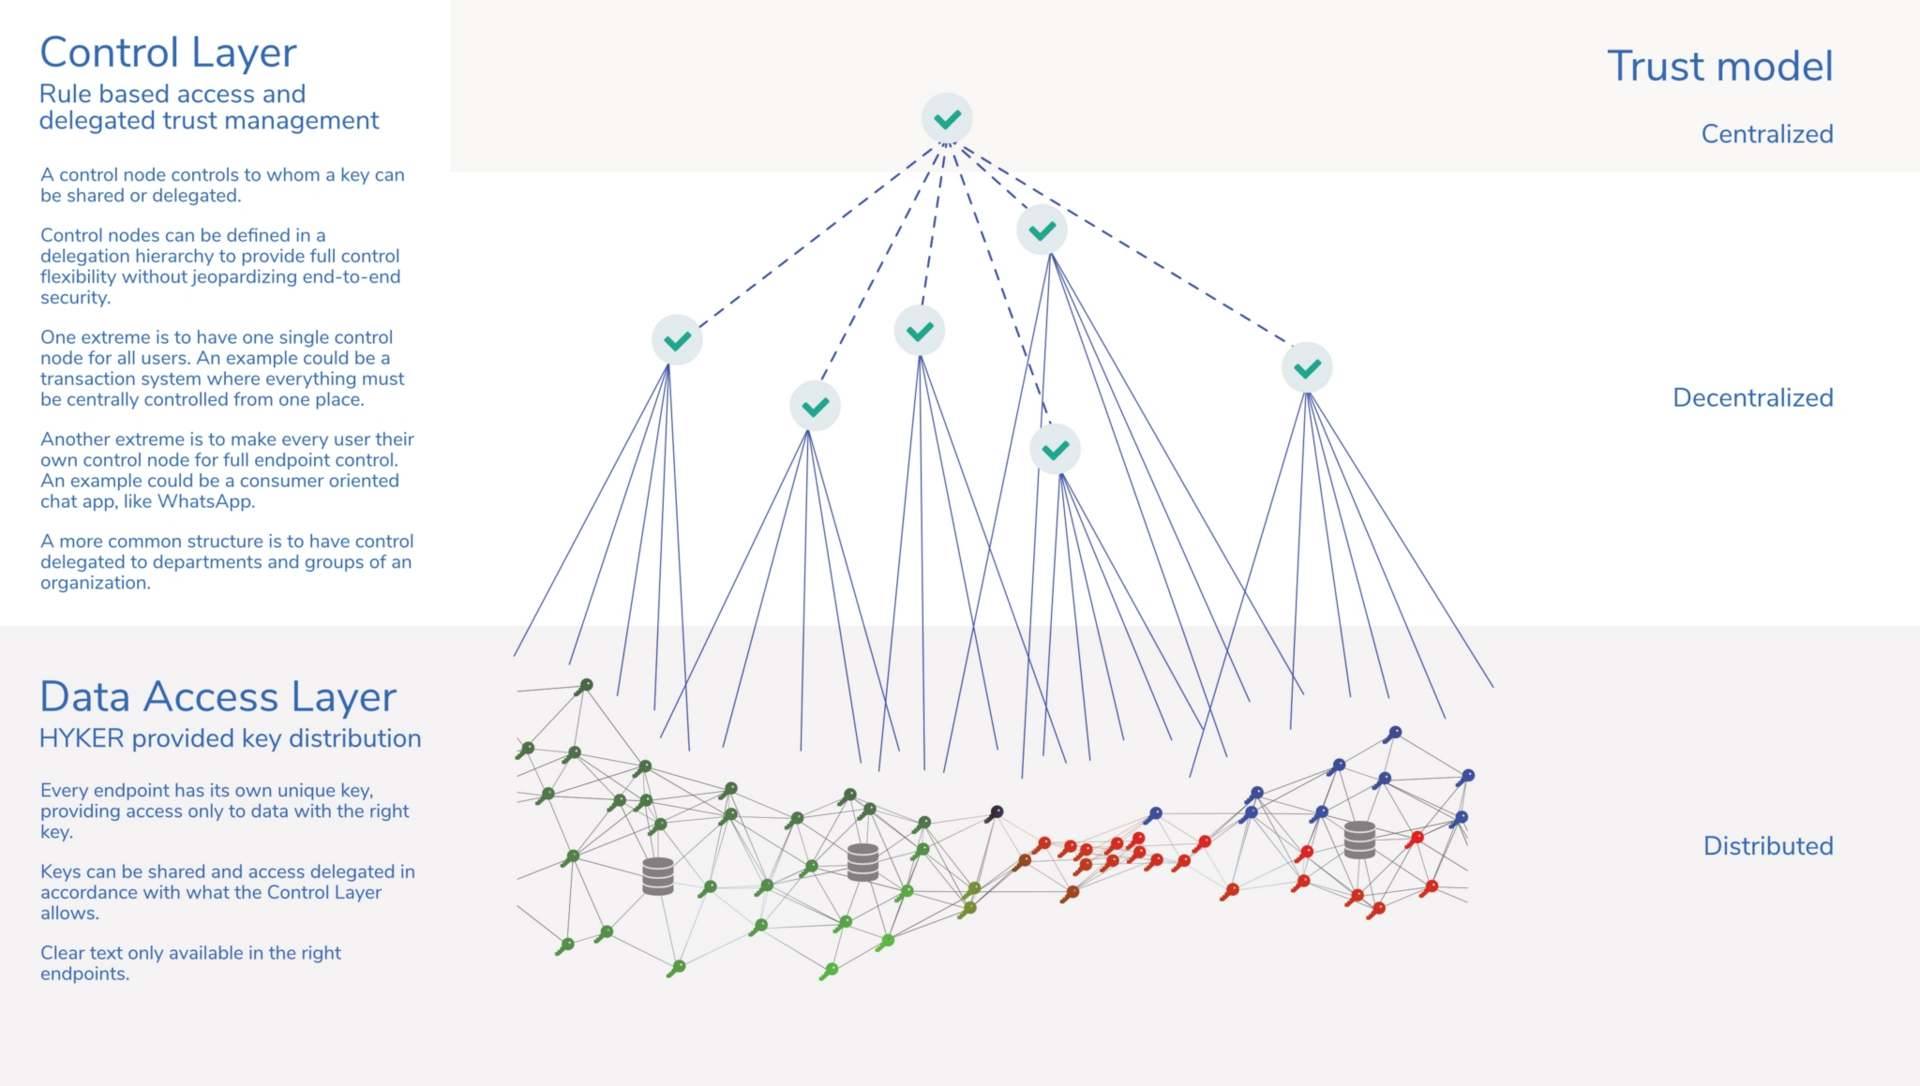 Control Layer
Rule based access and
delegated trust management
A control node controls to whom a key can
be shared or delegated.
Control nodes can be defined in a
delegation hierarchy to provide full control
flexibility without jeopardizing end-to-end
security.
One extreme is to have one single control
node for all users. An example could be a
transaction system where everything must
be centrally controlled from one place.
Another extreme is to make every user their
own control node for full endpoint control.
An example could be a consumer oriented
chat app, like WhatsApp.
A more common structure is to have control
delegated to departments and groups of an
organization.
Trust model
Centralized
Decentralized
Data Access Layer
HYKER provided key distribution
Every endpoint has its own unique key,
providing access only to data with the right
key.
Keys can be shared and access delegated in
accordance with what the Control Layer
allows.
Clear text only available in the right
endpoints.
Distributed